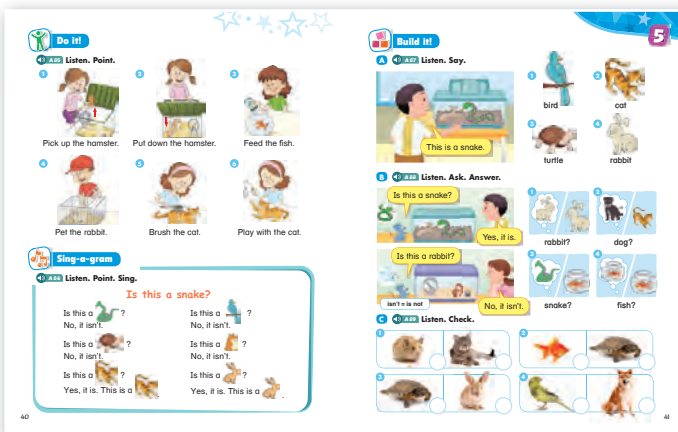 Do it!
A85 Listen. Point.
1
2
3
Pick up the hamster.
Put down the hamster.
Feed the fish.
4
5
6
Pet the rabbit.
Brush the cat.
Play with the cat.
Sing-a-gram
A86 Listen. Point. Sing.
Is this a snake?
Is this a ?
No, it isn't.
Is this a ?
No, it isn't.
Is this a ?
Yes, it is. This is a .
Is this a ?
No, it isn't.
Is this a ?
No, it isn't.
Is this a ?
Yes, it is. This is a .
40
5
Build it!
A A87 Listen. Say.
This is a snake.
1
2
bird
cat
3
4
turtle
rabbit
B A88 Listen. Ask. Answer.
Is this a snake?
Yes, it is.
Is this a rabbit?
isn't = is not
No, it isn't.
1
2
rabbit?
dog?
3
4
snake?
fish?
C A89 Listen. Check.
1
2
3
4
41